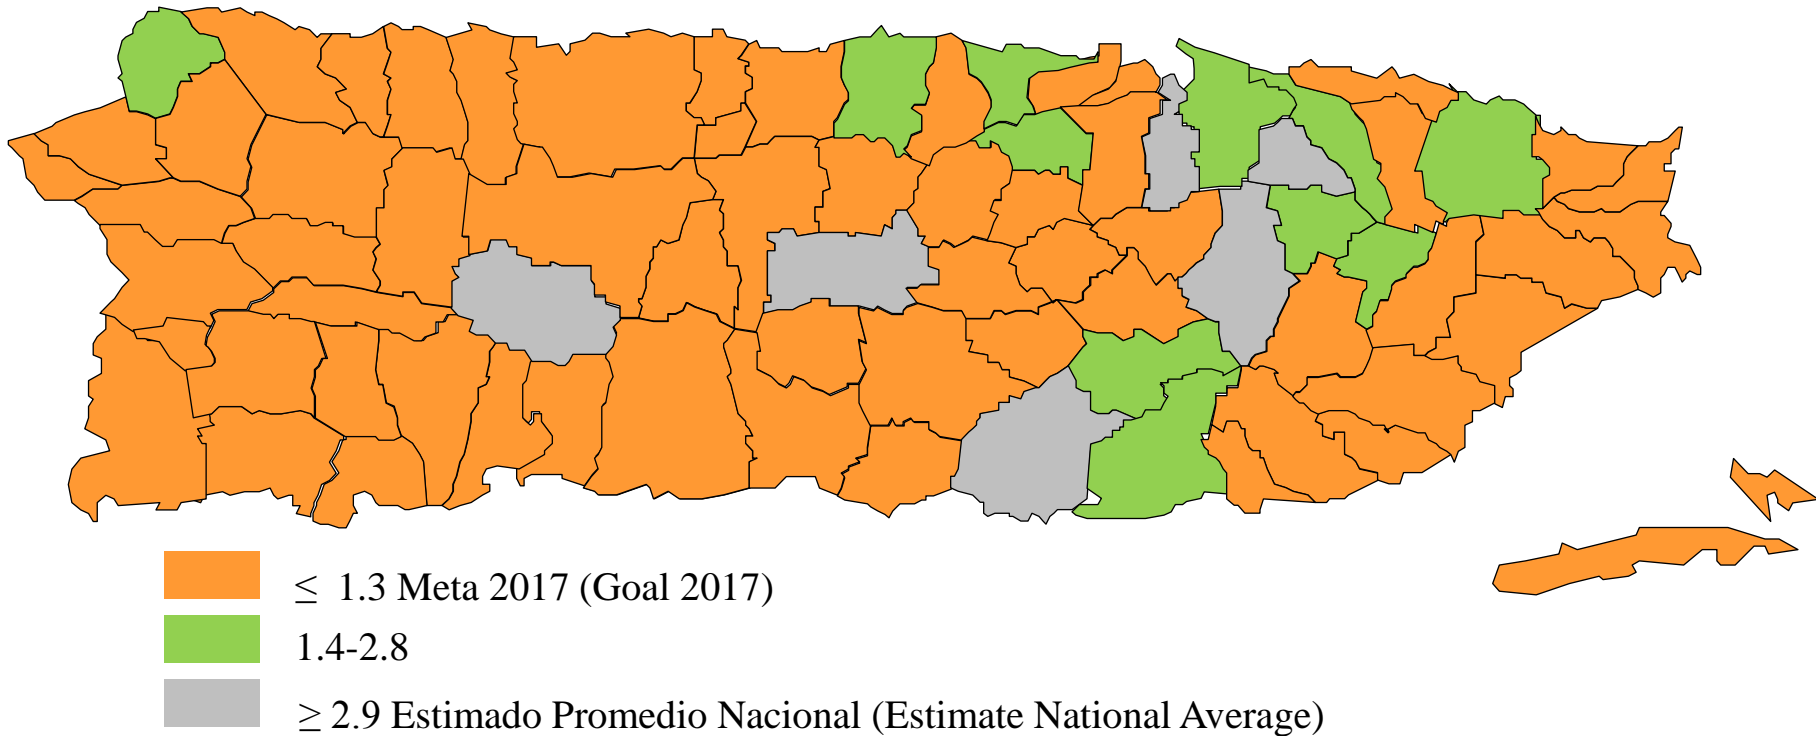 ≤ 1.3 Meta 2017 (Goal 2017)
1.4-2.8
≥ 2.9 Estimado Promedio Nacional (Estimate National Average)